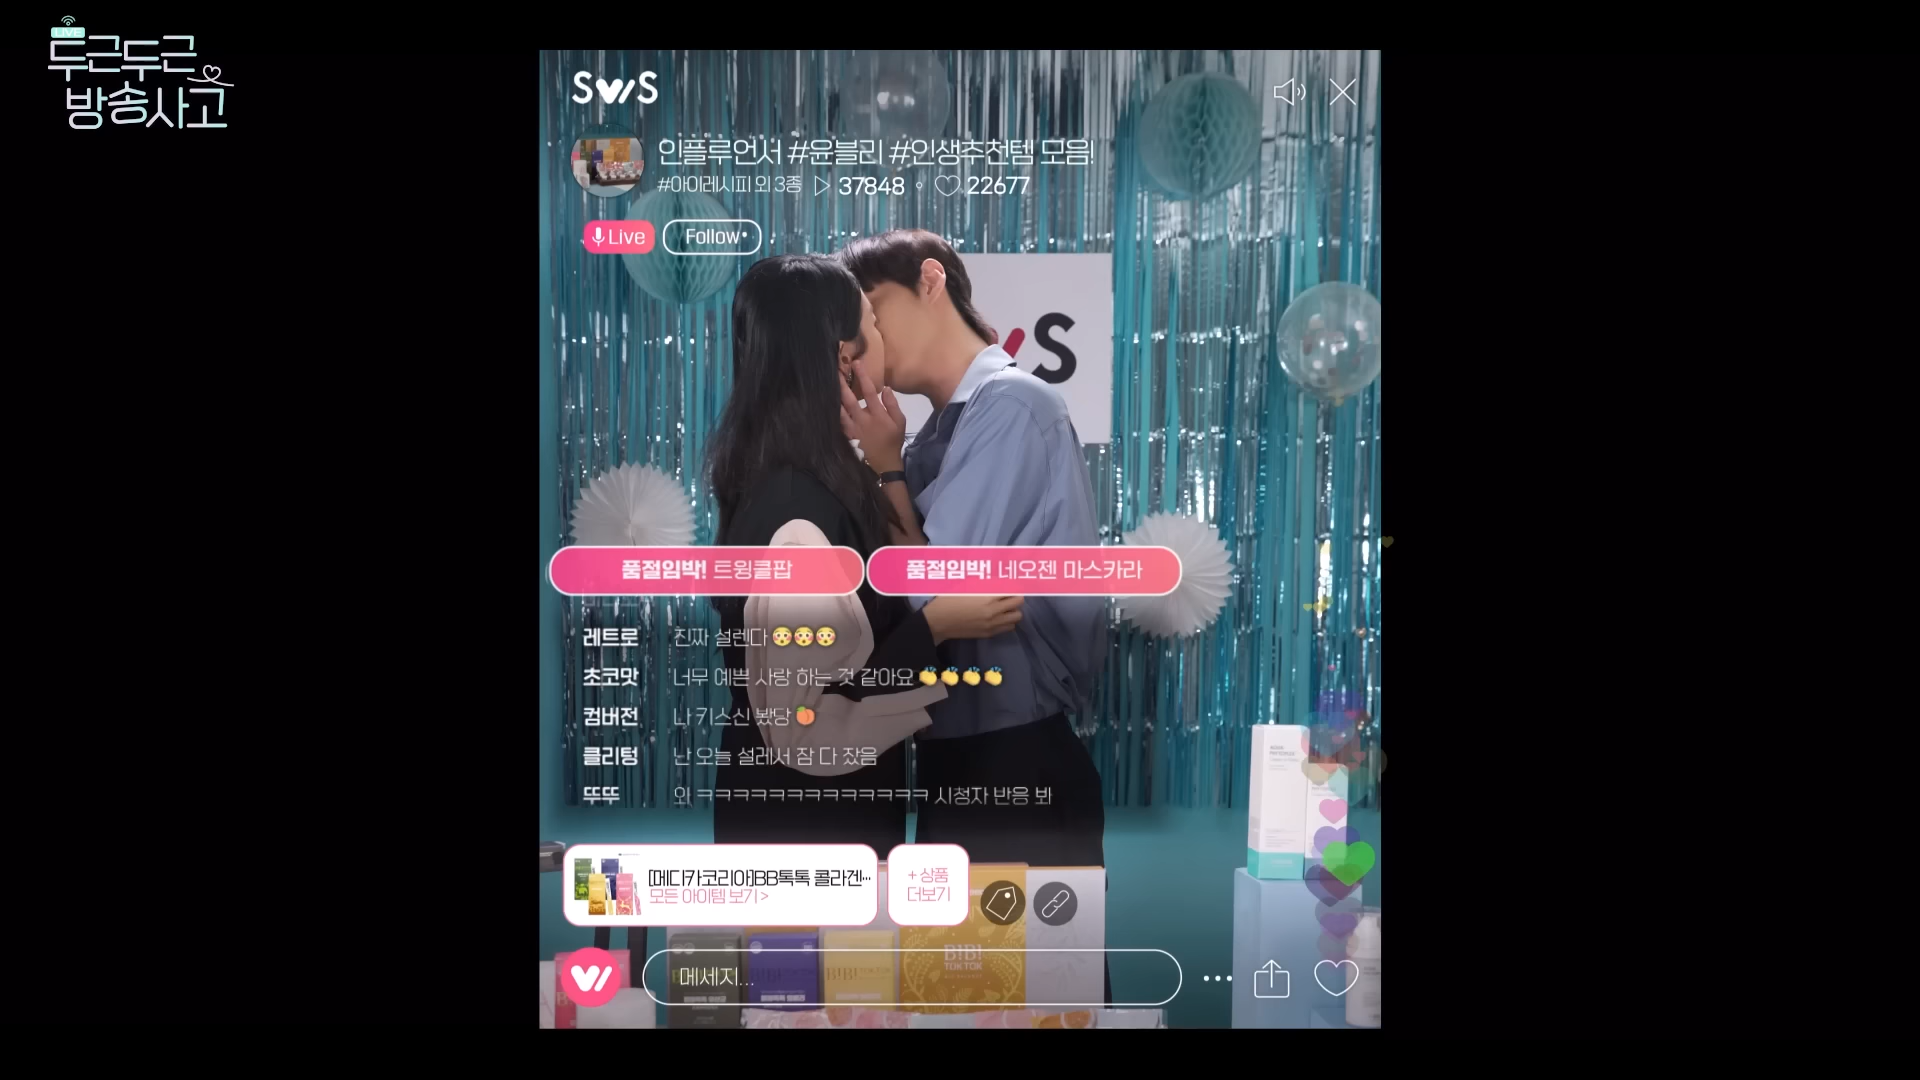 LIVE
두근두근
방송사고
SWS
인플루언서 #윤블리 #인생추천템 모음!
#아이레시피 외 3종 37848 22677
Live Follow
S
품절임박! 트윙클팝 품절임박! 네오젠 마스카라
레트로 진짜 설렌다 😳😳😳
초코맛 너무 예쁜 사랑 하는 것 같아요 👏👏👏👏
컴버전 나 키스신 봤당 🍑
클리텅 난 오늘 설레서 잠 다 잤음
뚜뚜 와 ㅋㅋㅋㅋㅋㅋㅋㅋㅋㅋㅋㅋㅋ 시청자 반응 봐
[메디카코리아]BB톡톡 콜라겐...
모든 아이템 보기 >
+ 상품
더보기
B!B!
TOKTOK
메세지...